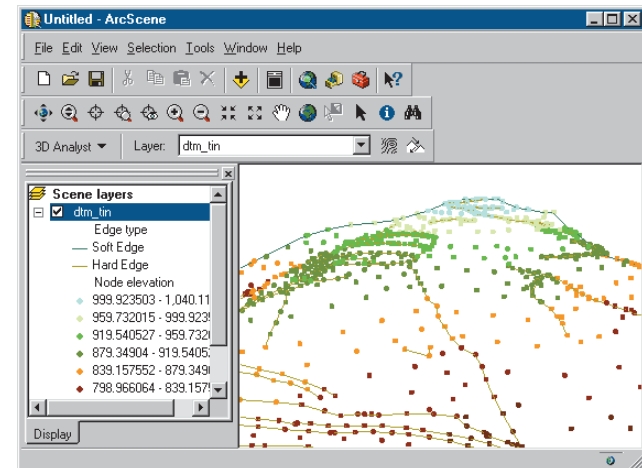 Untitled - ArcScene
File Edit View Selection Tools Window Help
3D Analyst Layer: dtm_tin
Scene layers
dtm_tin
Edge type
Soft Edge
Hard Edge
Node elevation
999.923503 - 1,040.11
959.732015 - 999.923
919.540527 - 959.732
879.34904 - 919.5405
839.157552 - 879.3490
798.966064 - 839.157
Display